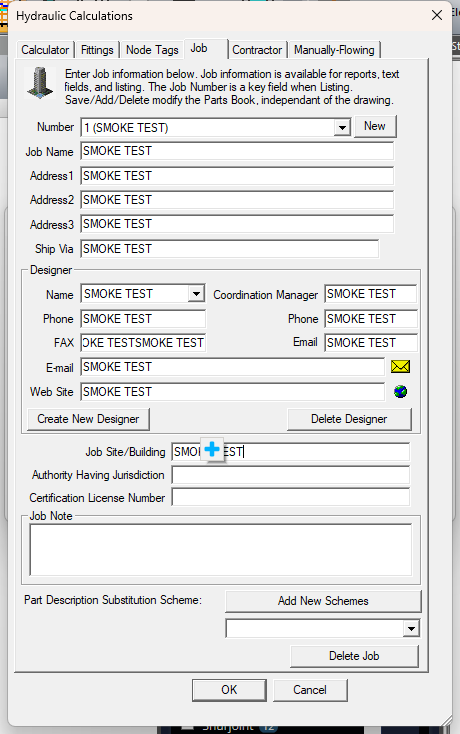 Hydraulic Calculations
Calculator Fittings Node Tags Job Contractor Manually-Flowing
Enter Job information below. Job information is available for reports, text
fields, and listing. The Job Number is a key field when Listing.
Save/Add/Delete modify the Parts Book, independant of the drawing.
Number 1 (SMOKE TEST) New
Job Name SMOKE TEST
Address1 SMOKE TEST
Address2 SMOKE TEST
Address3 SMOKE TEST
Ship Via SMOKE TEST
Designer
Name SMOKE TEST Coordination Manager SMOKE TEST
Phone SMOKE TEST Phone SMOKE TEST
FAX OKE TESTSMOKE TEST Email SMOKE TEST
E-mail SMOKE TEST
Web Site SMOKE TEST
Create New Designer Delete Designer
Job Site/Building SMO EST
Authority Having Jurisdiction
Certification License Number
Job Note
Part Description Substitution Scheme: Add New Schemes
Delete Job
OK Cancel
12